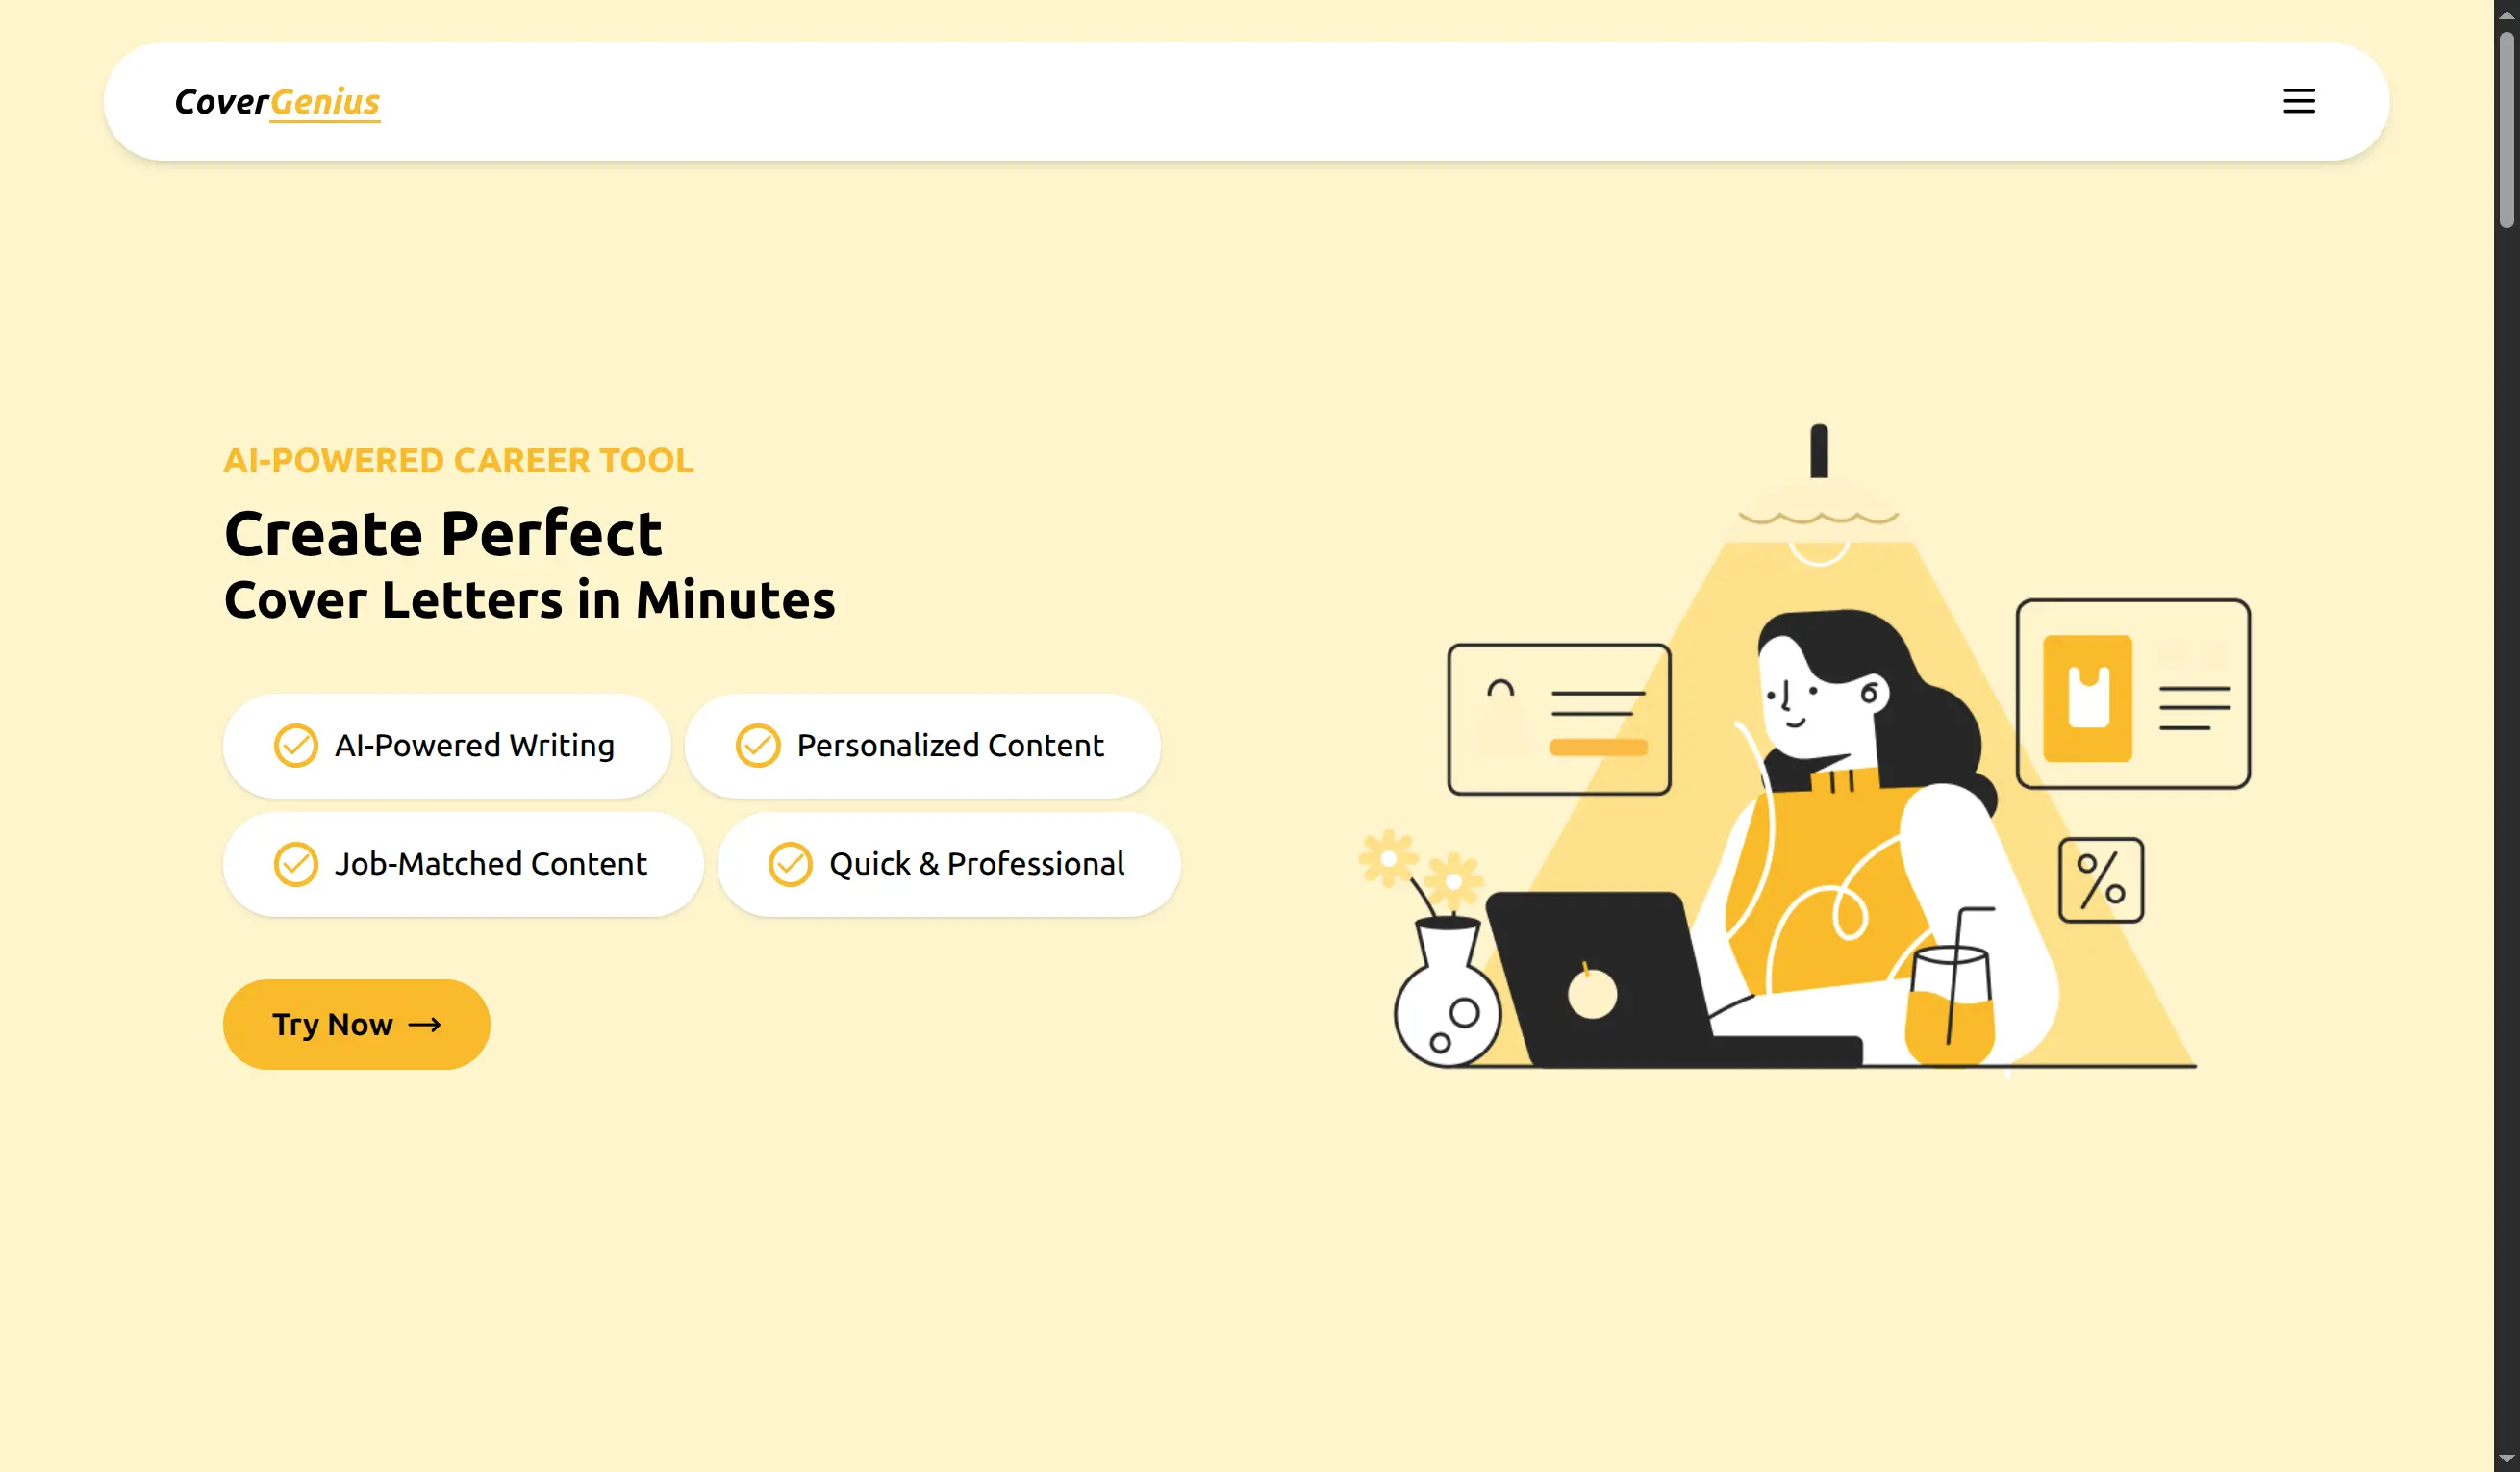 CoverGenius
AI-POWERED CAREER TOOL
Create Perfect
Cover Letters in Minutes
AI-Powered Writing
Personalized Content
Job-Matched Content
Quick & Professional
Try Now →
%